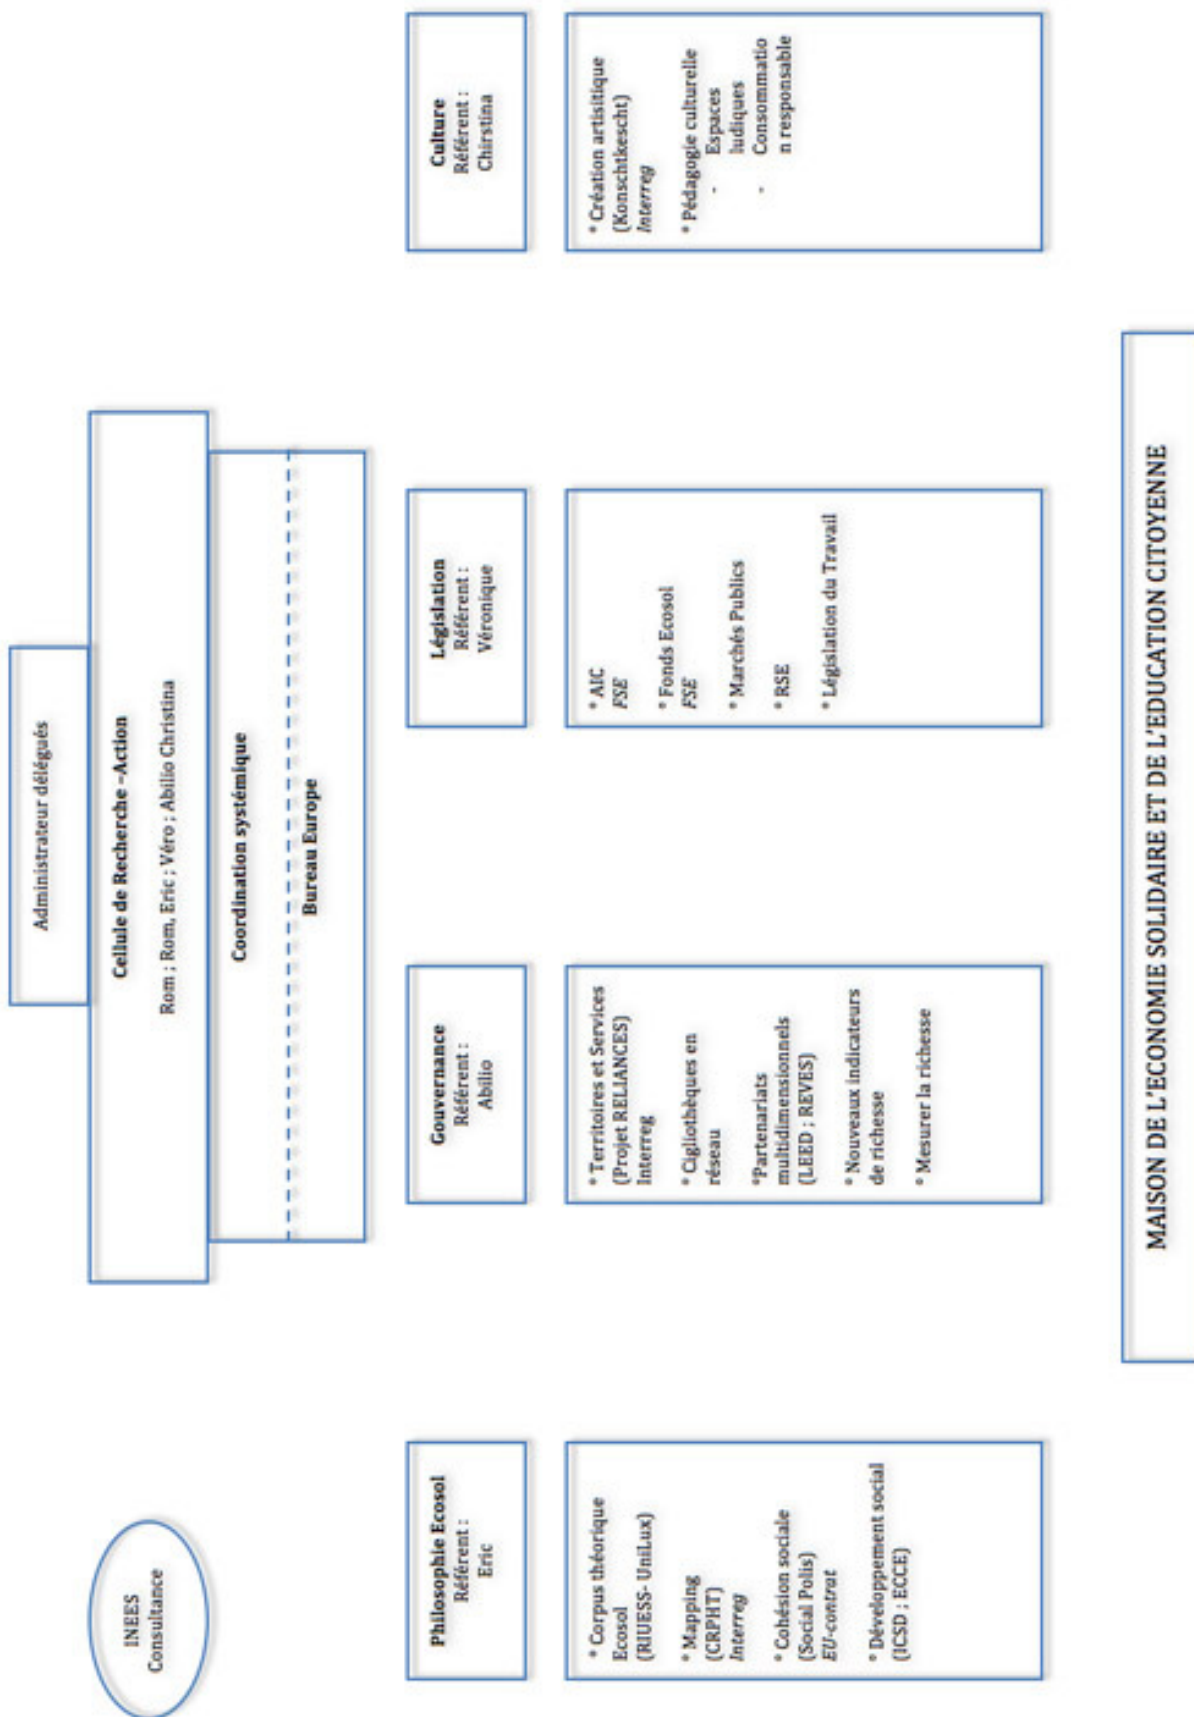 Administrateur délégués
INEES
Consultance
Cellule de Recherche –Action
Rom ; Rom, Eric ; Véro ; Abilio Christina
Coordination systémique
Bureau Europe
Philosophie Ecosol
Référent :
Eric
Gouvernance
Référent :
Abilio
Législation
Référent :
Véronique
Culture
Référent :
Chirstina
° Corpus théorique
Ecosol
(RIUESS- UniLux)
° Mapping
(CRPHT)
Interreg
° Cohésion sociale
(Social Polis)
EU-contrat
° Développement social
(ICSD ; ECCE)
° Territoires et Services
(Projet RELIANCES)
Interreg
° Cigliothèques en
réseau
°Partenariats
multidimensionnels
(LEED ; REVES)
° Nouveaux indicateurs
de richesse
° Mesurer la richesse
° AIC
FSE
° Fonds Ecosol
FSE
° Marchés Publics
° RSE
° Législation du Travail
° Création artisitique
(Konschtkescht)
Interreg
° Pédagogie culturelle
- Espaces
ludiques
- Consommatio
n responsable
MAISON DE L'ECONOMIE SOLIDAIRE ET DE L'EDUCATION CITOYENNE